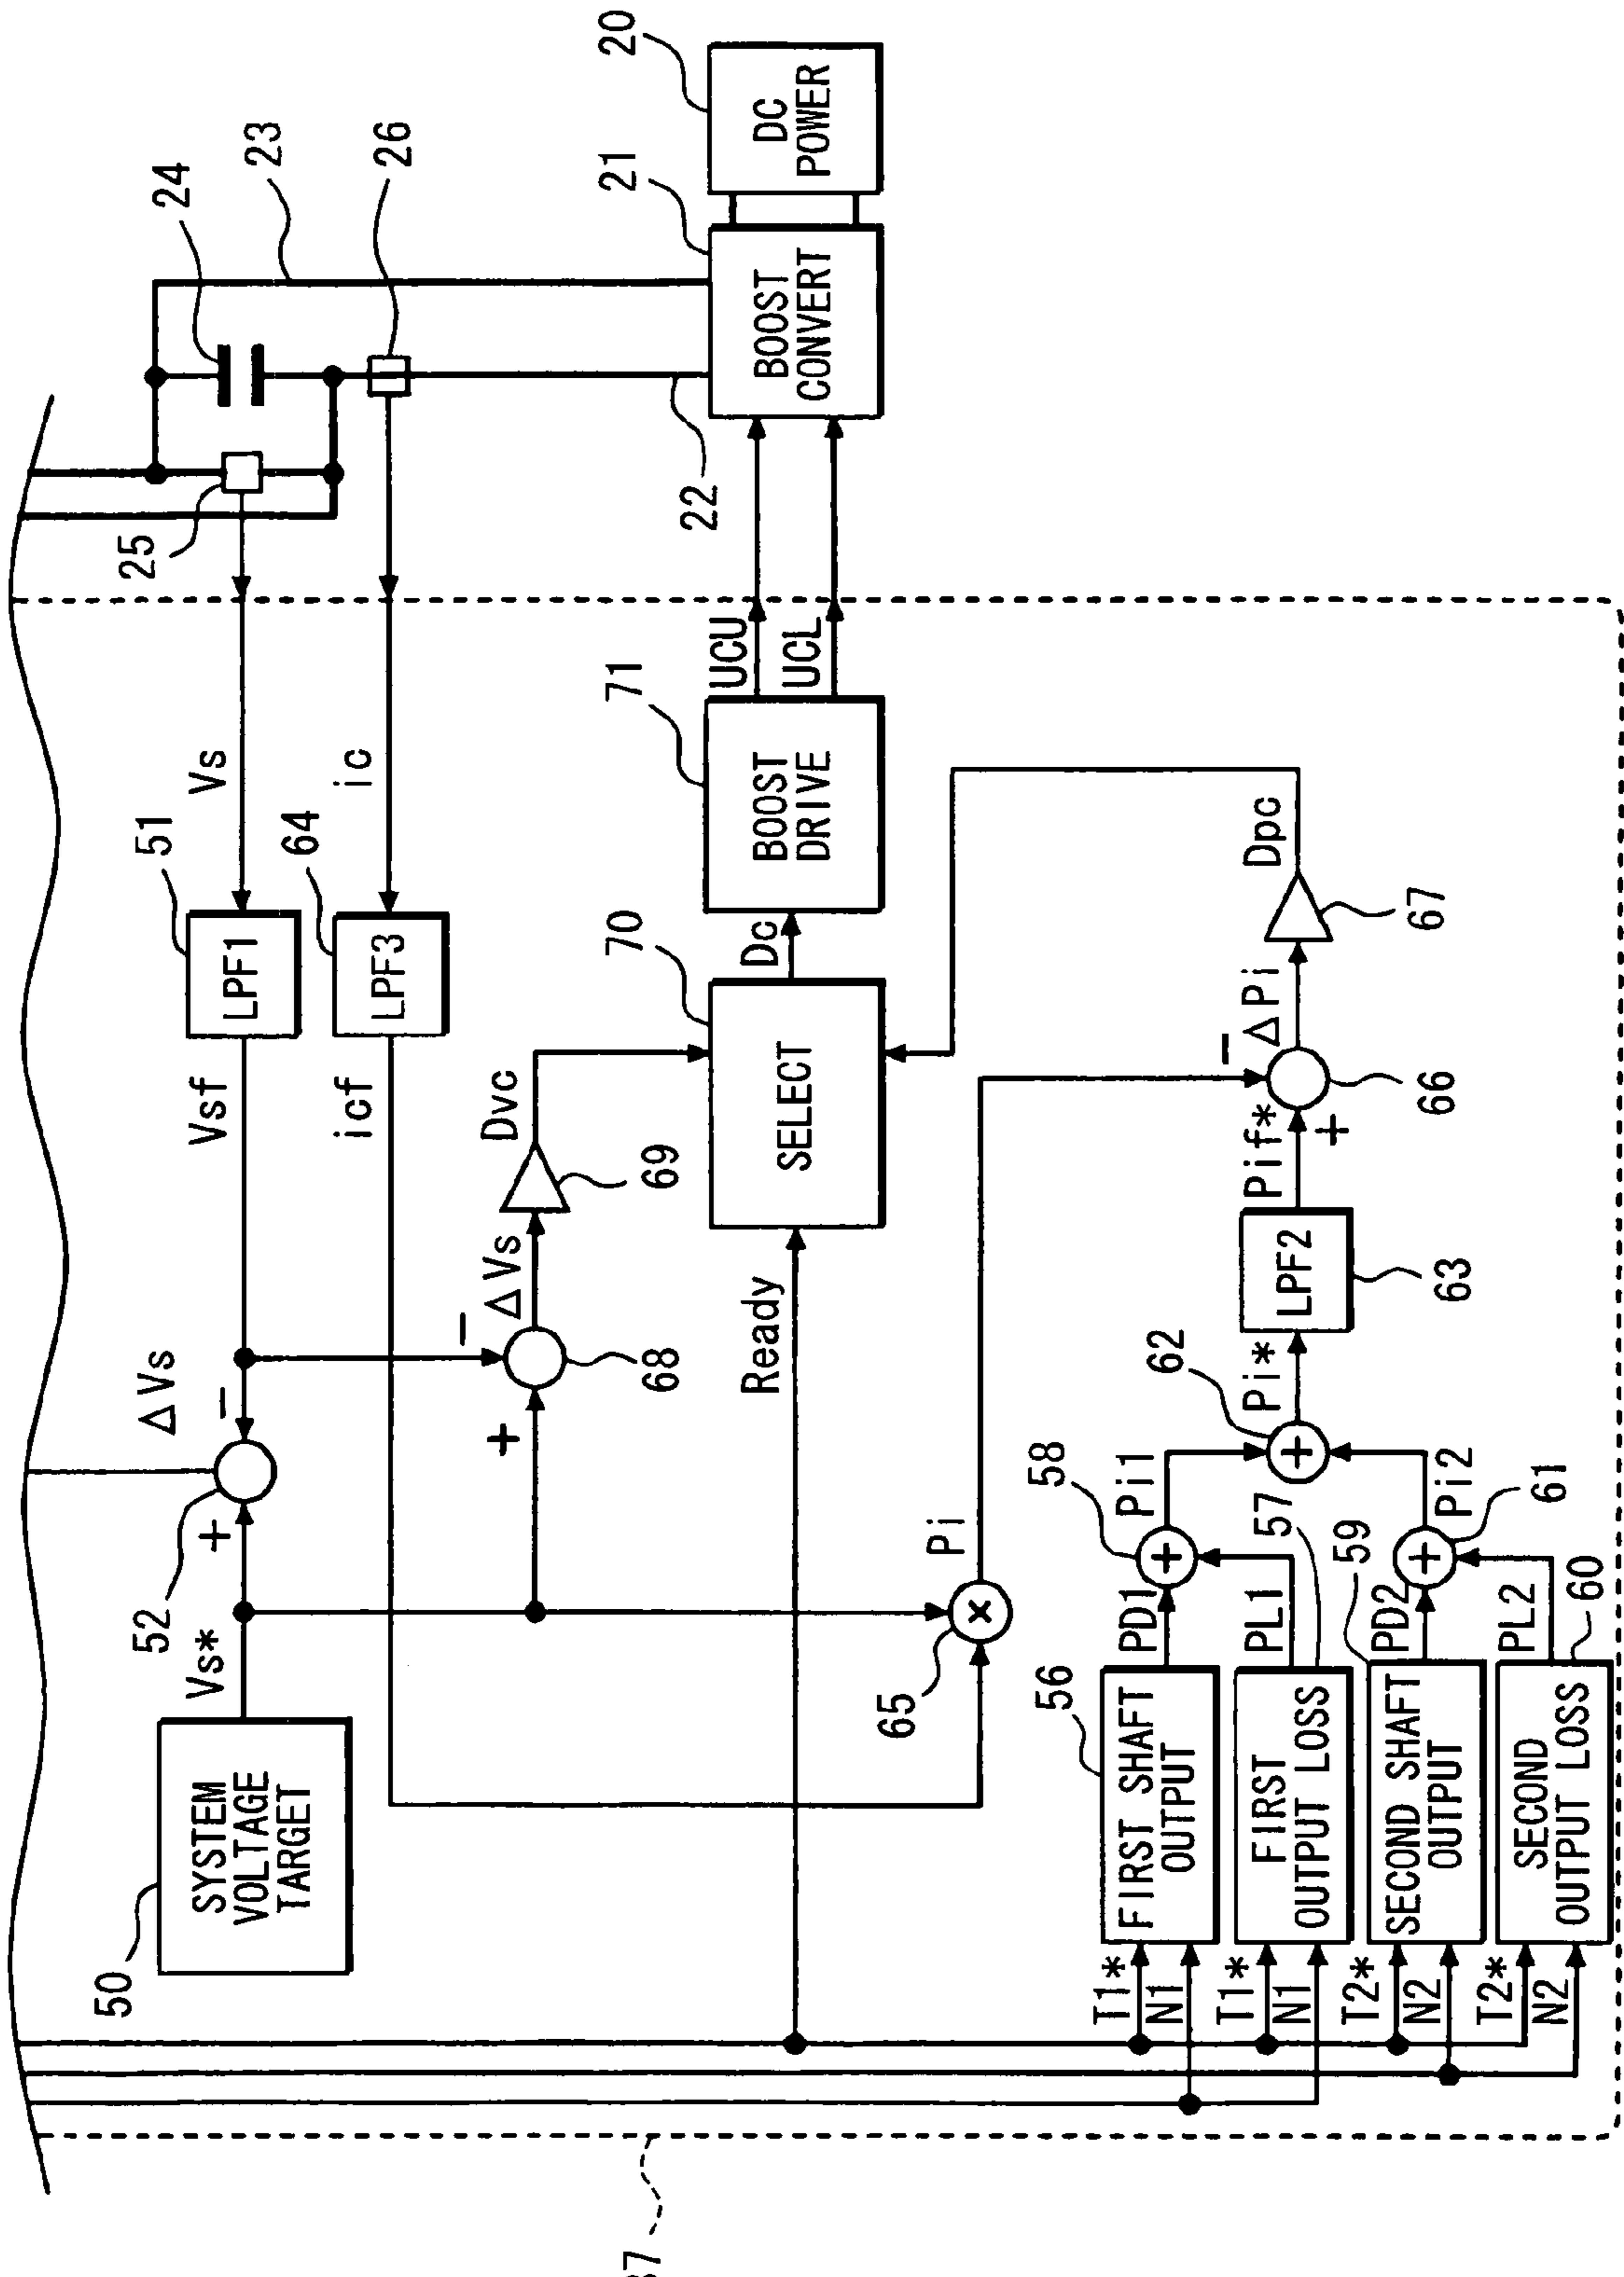 50
SYSTEM
VOLTAGE
TARGET
Vs*
+
52
−
ΔVs
Vsf
51
LPF1
Vs
25
24
23
icf
64
LPF3
ic
26
+
−
68
ΔVs
69
Dvc
Ready
70
SELECT
Dc
71
BOOST
DRIVE
UCU
UCL
22
21
BOOST
CONVERT
20
DC
POWER
65
×
Pi
T1*
N1
56
FIRST SHAFT
OUTPUT
PD1
58
+
Pi1
T1*
N1
FIRST
OUTPUT LOSS
PL1
57
62
+
Pi*
LPF2
63
Pif*
+
−
66
ΔPi
67
Dpc
T2*
N2
59
SECOND SHAFT
OUTPUT
PD2
+
61
Pi2
T2*
N2
SECOND
OUTPUT LOSS
PL2
60